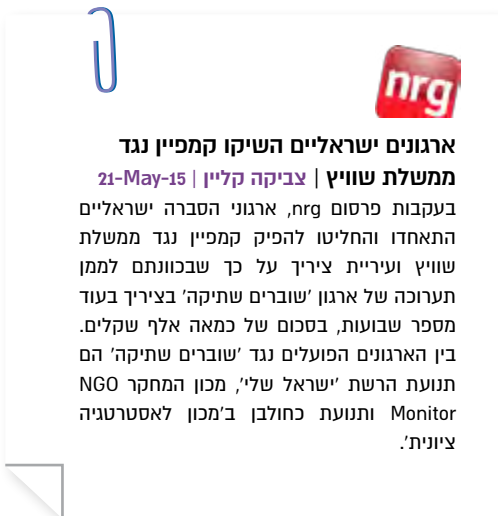 nrg
ארגונים ישראליים השיקו קמפיין נגד
ממשלת שוויץ | צביקה קליין | 21-May-15
בעקבות פרסום nrg, ארגוני הסברה ישראליים
התאחדו והחליטו להפיק קמפיין נגד ממשלת
שוויץ ועיריית ציריך על כך שבכוונתם לממן
תערוכה של ארגון 'שוברים שתיקה' בציריך בעוד
מספר שבועות, בסכום של כמאה אלף שקלים.
בין הארגונים הפועלים נגד 'שוברים שתיקה' הם
תנועת הרשת 'ישראל שלי', מכון המחקר NGO
Monitor ותנועת כחולבן ב'מכון לאסטרטגיה
ציונית'.